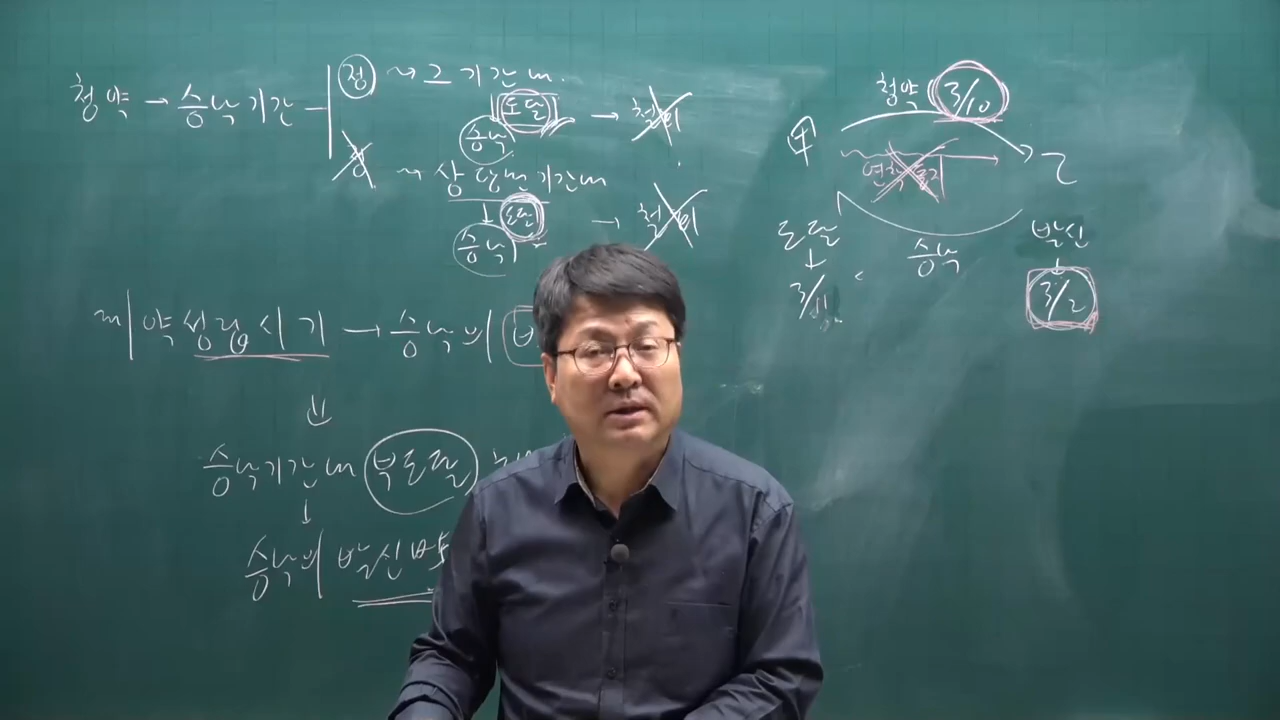 청약 → 승낙기간
정 → 그 기간 내
도달 → 철회
승낙
상당한 기간내
도달 → 철회
승낙
계약성립시기 → 승낙의
승낙기간내 부도달
↓
승낙의 발신
청약 3/10
甲
연착통지
乙
도달
↓
승낙
발신
↓
3/2